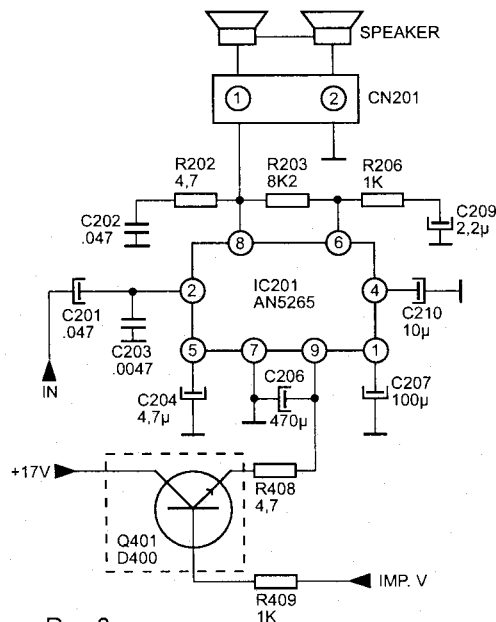 SPEAKER
1
2
CN201
R202
4,7
R203
8K2
R206
1K
C202
.047
C209
2,2µ
8
6
2
IC201
AN5265
4
C201
.047
C203
.0047
C210
10µ
IN
5
7
9
1
C204
4,7µ
C206
470µ
C207
100µ
+17V
R408
4,7
Q401
D400
IMP. V
R409
1K